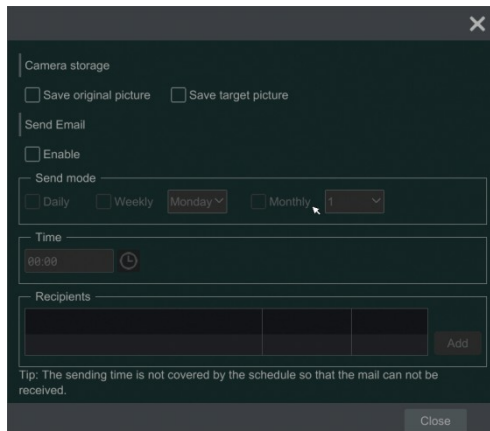 Camera storage
Save original picture Save target picture
Send Email
Enable
Send mode
Daily Weekly Monday Monthly 1
Time
00:00
Recipients
Add
Tip: The sending time is not covered by the schedule so that the mail can not be
received.
Close